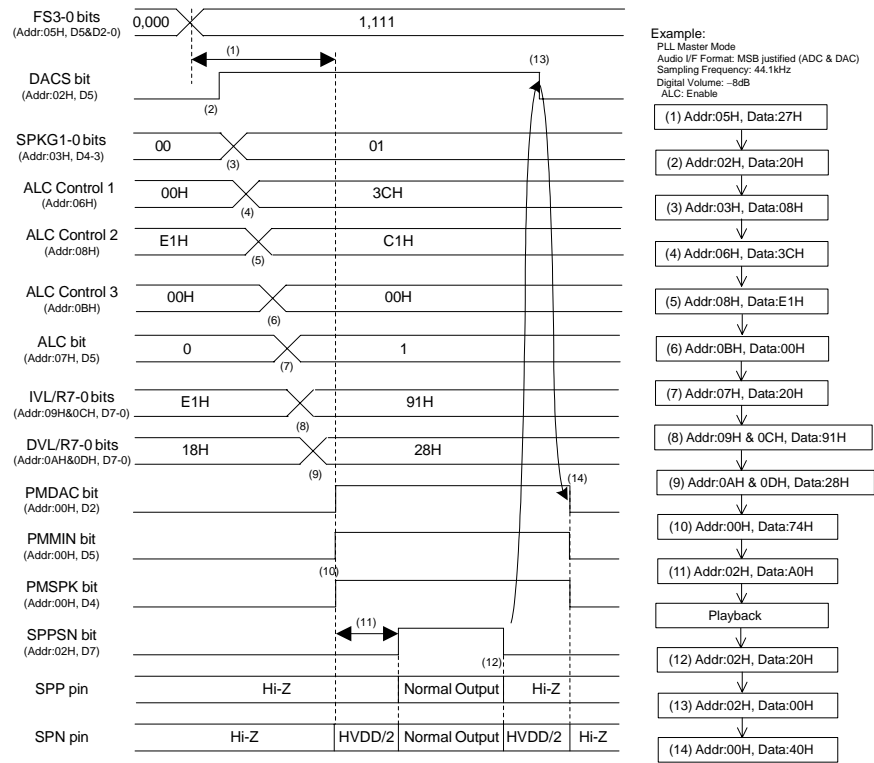 FS3-0 bits
(Addr:05H, D5&D2-0)
0,000
1,111
(1)
(13)
DACS bit
(Addr:02H, D5)
(2)
SPKG1-0 bits
(Addr:03H, D4-3)
00
01
(3)
ALC Control 1
(Addr:06H)
00H
3CH
(4)
ALC Control 2
(Addr:08H)
E1H
C1H
(5)
ALC Control 3
(Addr:0BH)
00H
00H
(6)
ALC bit
(Addr:07H, D5)
0
1
(7)
IVL/R7-0 bits
(Addr:09H&0CH, D7-0)
E1H
91H
(8)
DVL/R7-0 bits
(Addr:0AH&0DH, D7-0)
18H
28H
(9)
PMDAC bit
(Addr:00H, D2)
(14)
PMMIN bit
(Addr:00H, D5)
(10)
PMSPK bit
(Addr:00H, D4)
(11)
SPPSN bit
(Addr:02H, D7)
(12)
SPP pin
Hi-Z
Normal Output
Hi-Z
SPN pin
Hi-Z
HVDD/2
Normal Output
HVDD/2
Hi-Z
Example:
PLL Master Mode
Audio I/F Format: MSB justified (ADC & DAC)
Sampling Frequency: 44.1kHz
Digital Volume: −8dB
ALC: Enable
(1) Addr:05H, Data:27H
(2) Addr:02H, Data:20H
(3) Addr:03H, Data:08H
(4) Addr:06H, Data:3CH
(5) Addr:08H, Data:E1H
(6) Addr:0BH, Data:00H
(7) Addr:07H, Data:20H
(8) Addr:09H & 0CH, Data:91H
(9) Addr:0AH & 0DH, Data:28H
(10) Addr:00H, Data:74H
(11) Addr:02H, Data:A0H
Playback
(12) Addr:02H, Data:20H
(13) Addr:02H, Data:00H
(14) Addr:00H, Data:40H